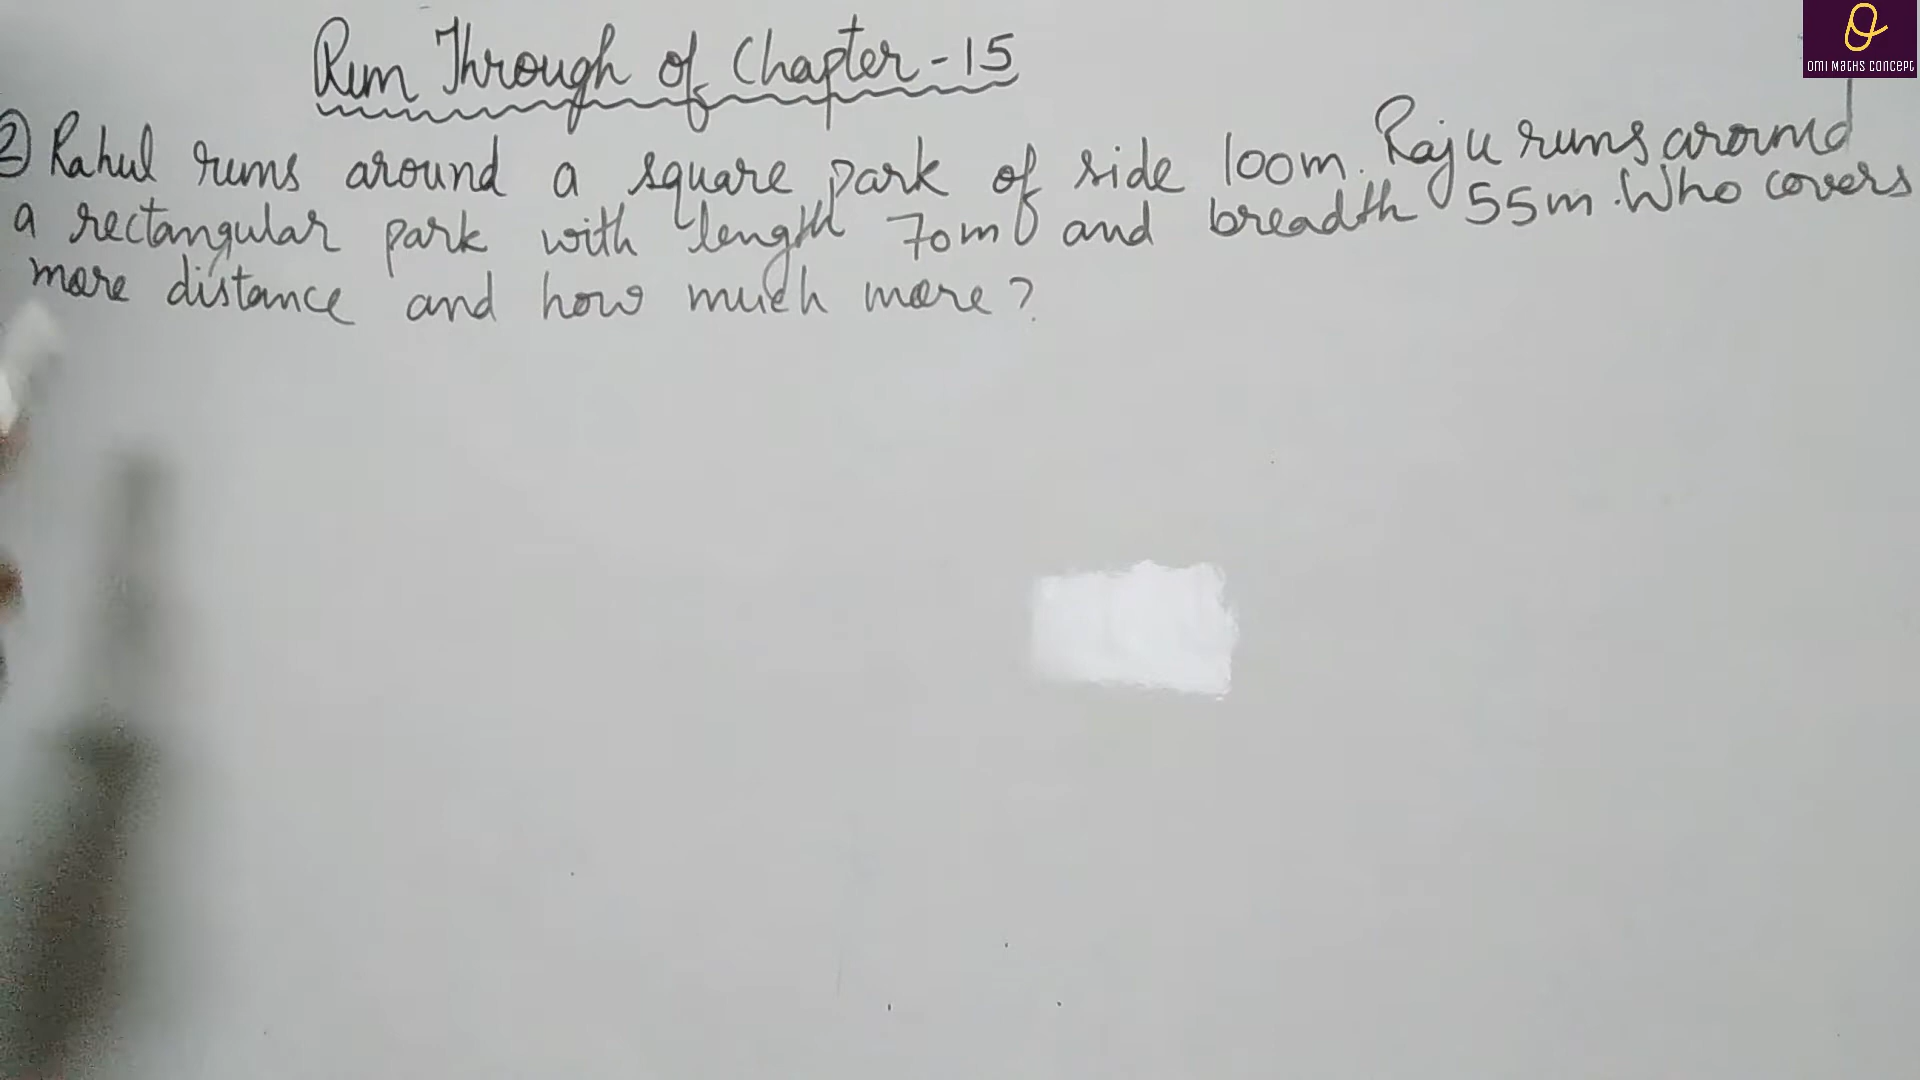 Run Through of Chapter-15
② Rahul runs around a square park of side 100m. Raju runs around
a rectangular park with length 70m and breadth 55m. Who covers
more distance and how much more?
OMI MATHS CONCEPT